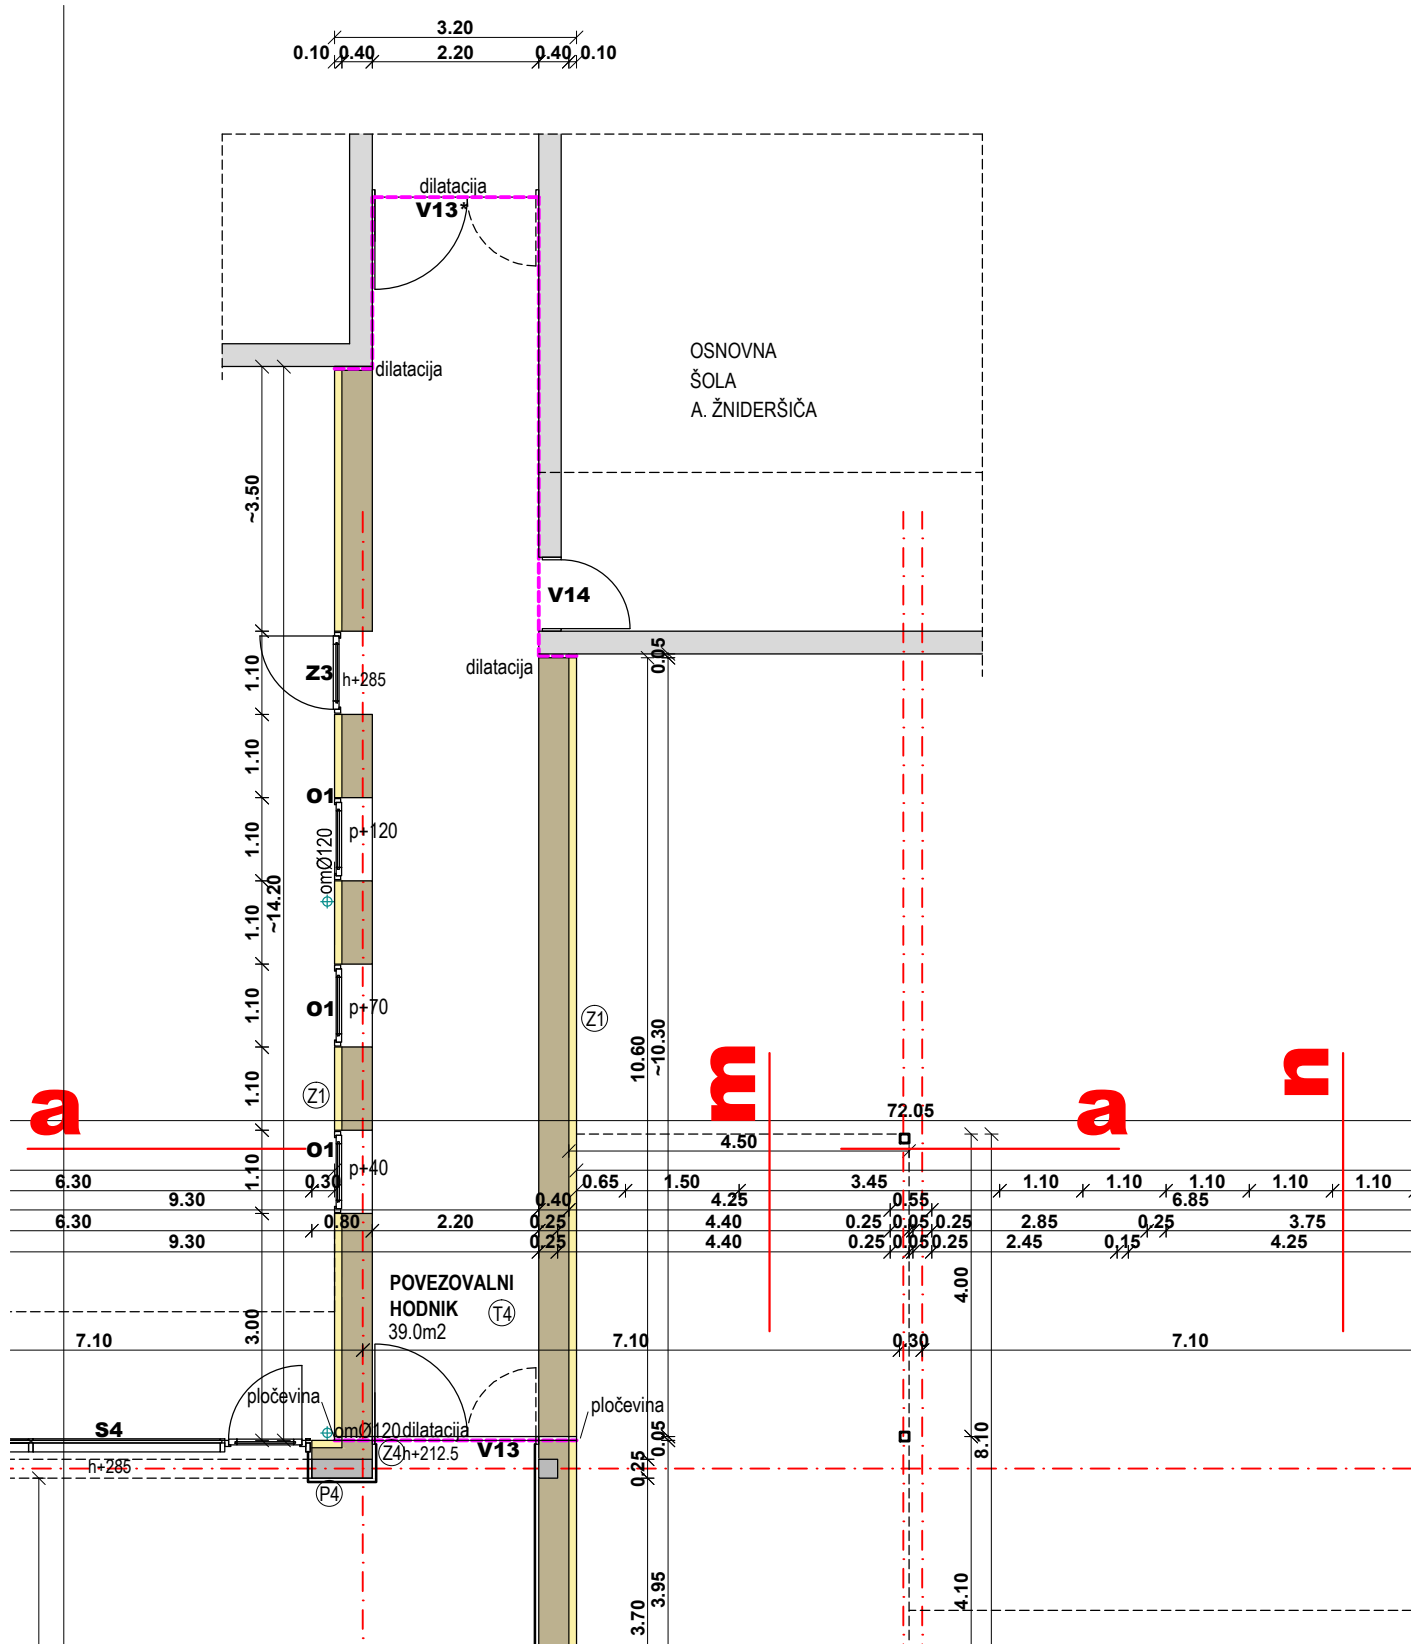 3.20
0.10 0.40 2.20 0.40 0.10
dilatacija
V13*
OSNOVNA
ŠOLA
A. ŽNIDERŠIČA
dilatacija
~3.50
V14
dilatacija
0.05
Z3
h+285
1.10
1.10
O1
p+120
omØ120
1.10
1.10
~14.20
O1
p+70
1.10
Z1
10.60
~10.30
m
n
1.10
Z1
a
a
72.05
4.50
O1
p+40
1.10
6.30 0.30 0.65 1.50 3.45 1.10 1.10 1.10 1.10 1.10
9.30 0.40 4.25 0.55 6.85
6.30 0.80 2.20 0.25 4.40 0.25 0.05 0.25 2.85 0.25 3.75
9.30 0.25 4.40 0.25 0.05 0.25 2.45 0.15 4.25
POVEZOVALNI
HODNIK
39.0m2
T4
4.00
3.00
7.10 7.10 0.30 7.10
pločevina
pločevina
S4
omØ120
dilatacija
V13
Z4
h+212.5
0.05
8.10
h+285
0.25
P4
3.70
3.95
4.10